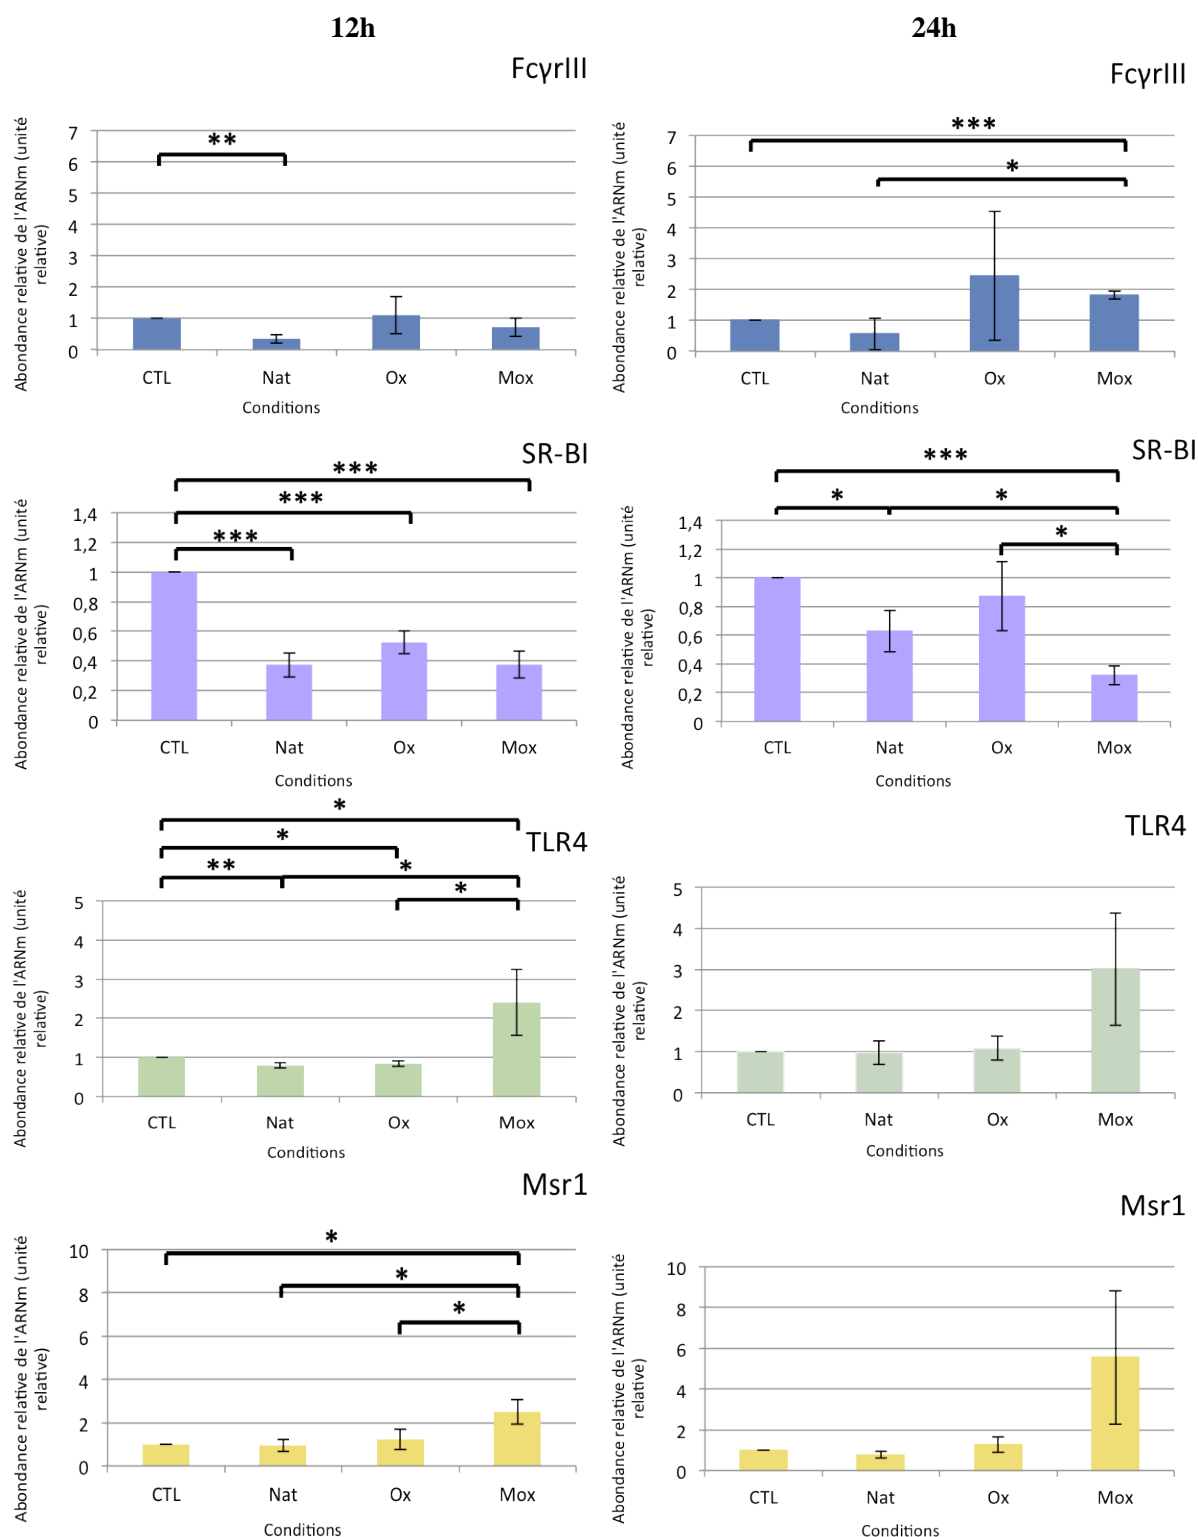 12h
24h
FcγrIII
Abondance relative de l'ARNm (unité
relative)
7
6
5
4
3
2
1
0
**
CTL Nat Ox Mox
Conditions
FcγrIII
Abondance relative de l'ARNm (unité
relative)
7
6
5
4
3
2
1
0
***
*
CTL Nat Ox Mox
Conditions
SR-BI
Abondance relative de l'ARNm (unité
relative)
1,4
1,2
1
0,8
0,6
0,4
0,2
0
***
***
***
CTL Nat Ox Mox
Conditions
SR-BI
Abondance relative de l'ARNm (unité
relative)
1,4
1,2
1
0,8
0,6
0,4
0,2
0
***
* *
*
CTL Nat Ox Mox
Conditions
TLR4
Abondance relative de l'ARNm (unité
relative)
5
4
3
2
1
0
*
*
** *
*
CTL Nat Ox Mox
Conditions
TLR4
Abondance relative de l'ARNm (unité
relative)
5
4
3
2
1
0
CTL Nat Ox Mox
Conditions
Msr1
Abondance relative de l'ARNm (unité
relative)
10
8
6
4
2
0
*
*
*
CTL Nat Ox Mox
Conditions
Msr1
Abondance relative de l'ARNm (unité
relative)
10
8
6
4
2
0
CTL Nat Ox Mox
Conditions